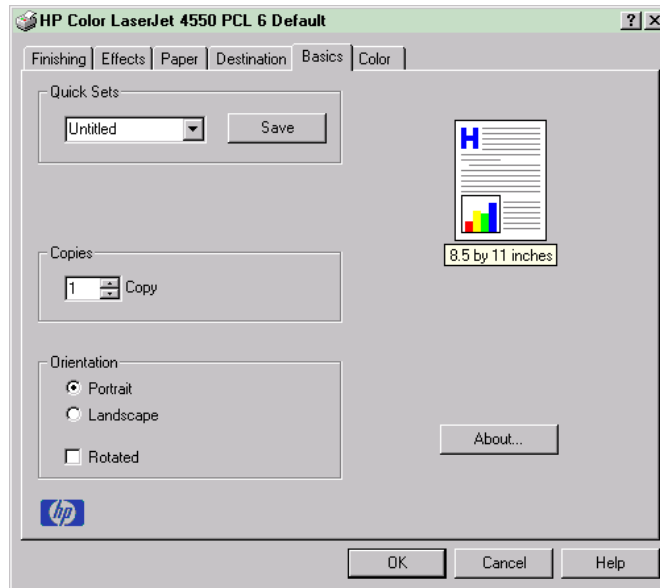 HP Color LaserJet 4550 PCL 6 Default
? X
Finishing Effects Paper Destination Basics Color
Quick Sets
Untitled Save
H
8.5 by 11 inches
Copies
1 Copy
Orientation
Portrait
Landscape
Rotated
About...
hp
OK Cancel Help